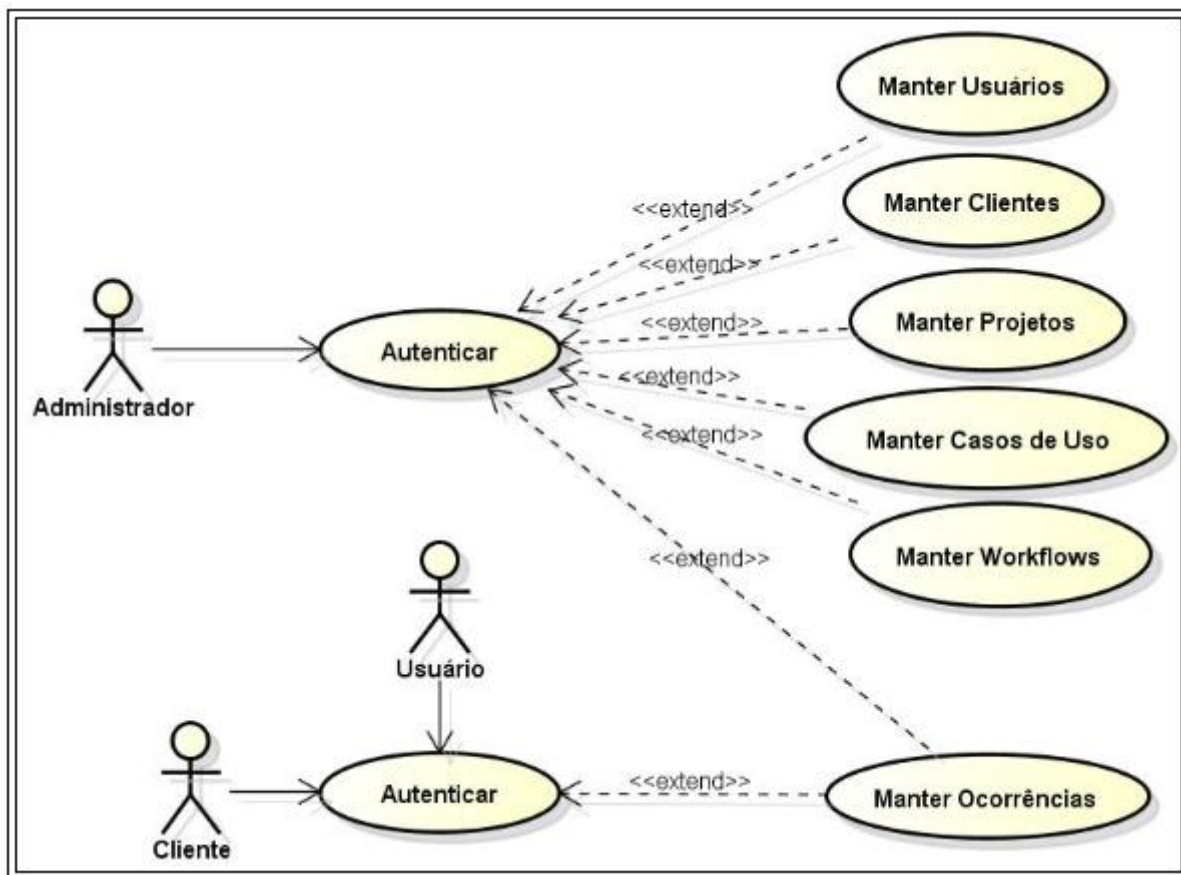 Manter Usuários
<<extend>>
Manter Clientes
<<extend>>
Manter Projetos
<<extend>>
Autenticar
<<extend>>
Administrador
Manter Casos de Uso
<<extend>>
Manter Workflows
<<extend>>
Usuário
<<extend>>
Autenticar
Manter Ocorrências
Cliente